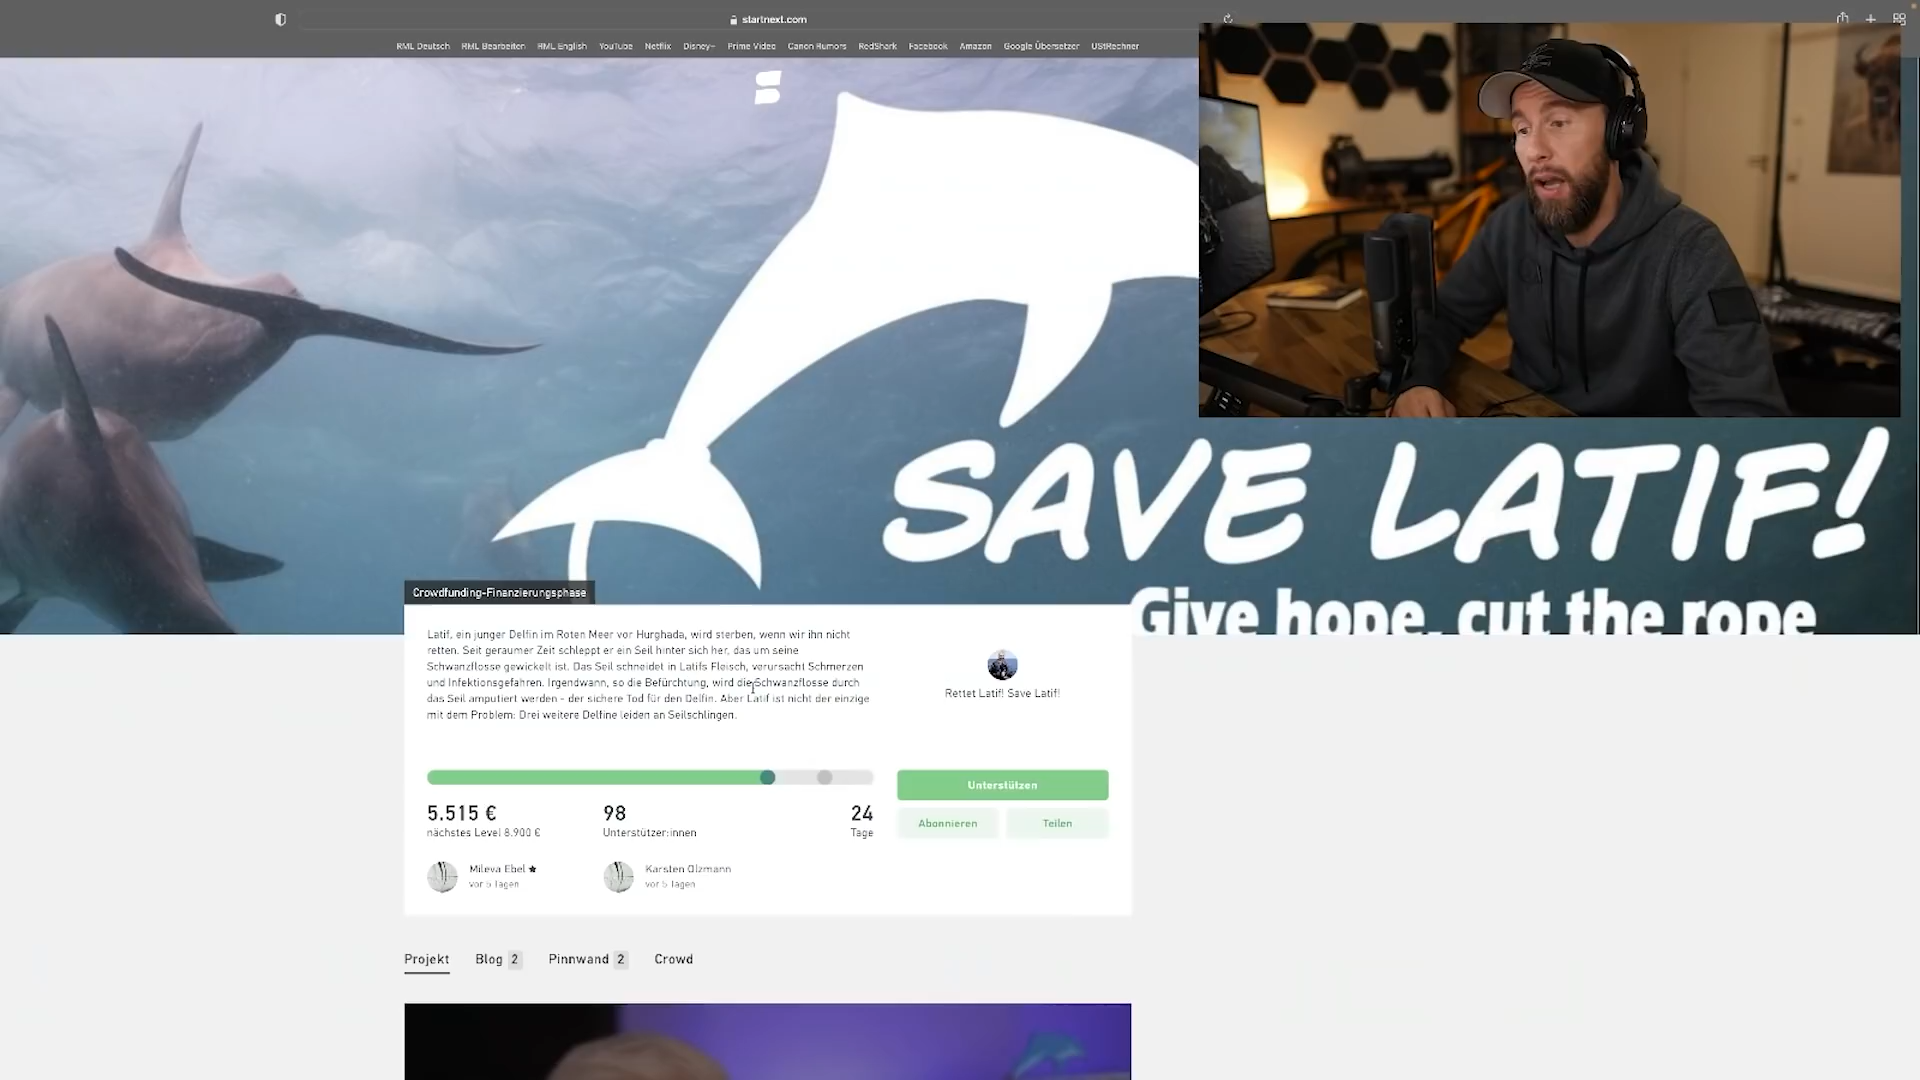 startnext.com
RML Deutsch RML Bearbeiten RML English YouTube Netflix Disney+ Prime Video Canon Rumors RedShark Facebook Amazon Google Übersetzer UStRechner
SAVE LATIF!
Give hope, cut the rope
Crowdfunding-Finanzierungsphase
Latif, ein junger Delfin im Roten Meer vor Hurghada, wird sterben, wenn wir ihn nicht
retten. Seit geraumer Zeit schleppt er ein Seil hinter sich her, das um seine
Schwanzflosse gewickelt ist. Das Seil schneidet in Latifs Fleisch, verursacht Schmerzen
und Infektionsgefahren. Irgendwann, so die Befürchtung, wird die Schwanzflosse durch
das Seil amputiert werden - der sichere Tod für den Delfin. Aber Latif ist nicht der einzige
mit dem Problem: Drei weitere Delfine leiden an Seilschlingen.
Rettet Latif! Save Latif!
5.515 € 98 24
nächstes Level 8.900 € Unterstützer:innen Tage
Unterstützen
Abonnieren Teilen
Mileva Ebel ★ Karsten Olzmann
vor 5 Tagen vor 5 Tagen
Projekt Blog 2 Pinnwand 2 Crowd